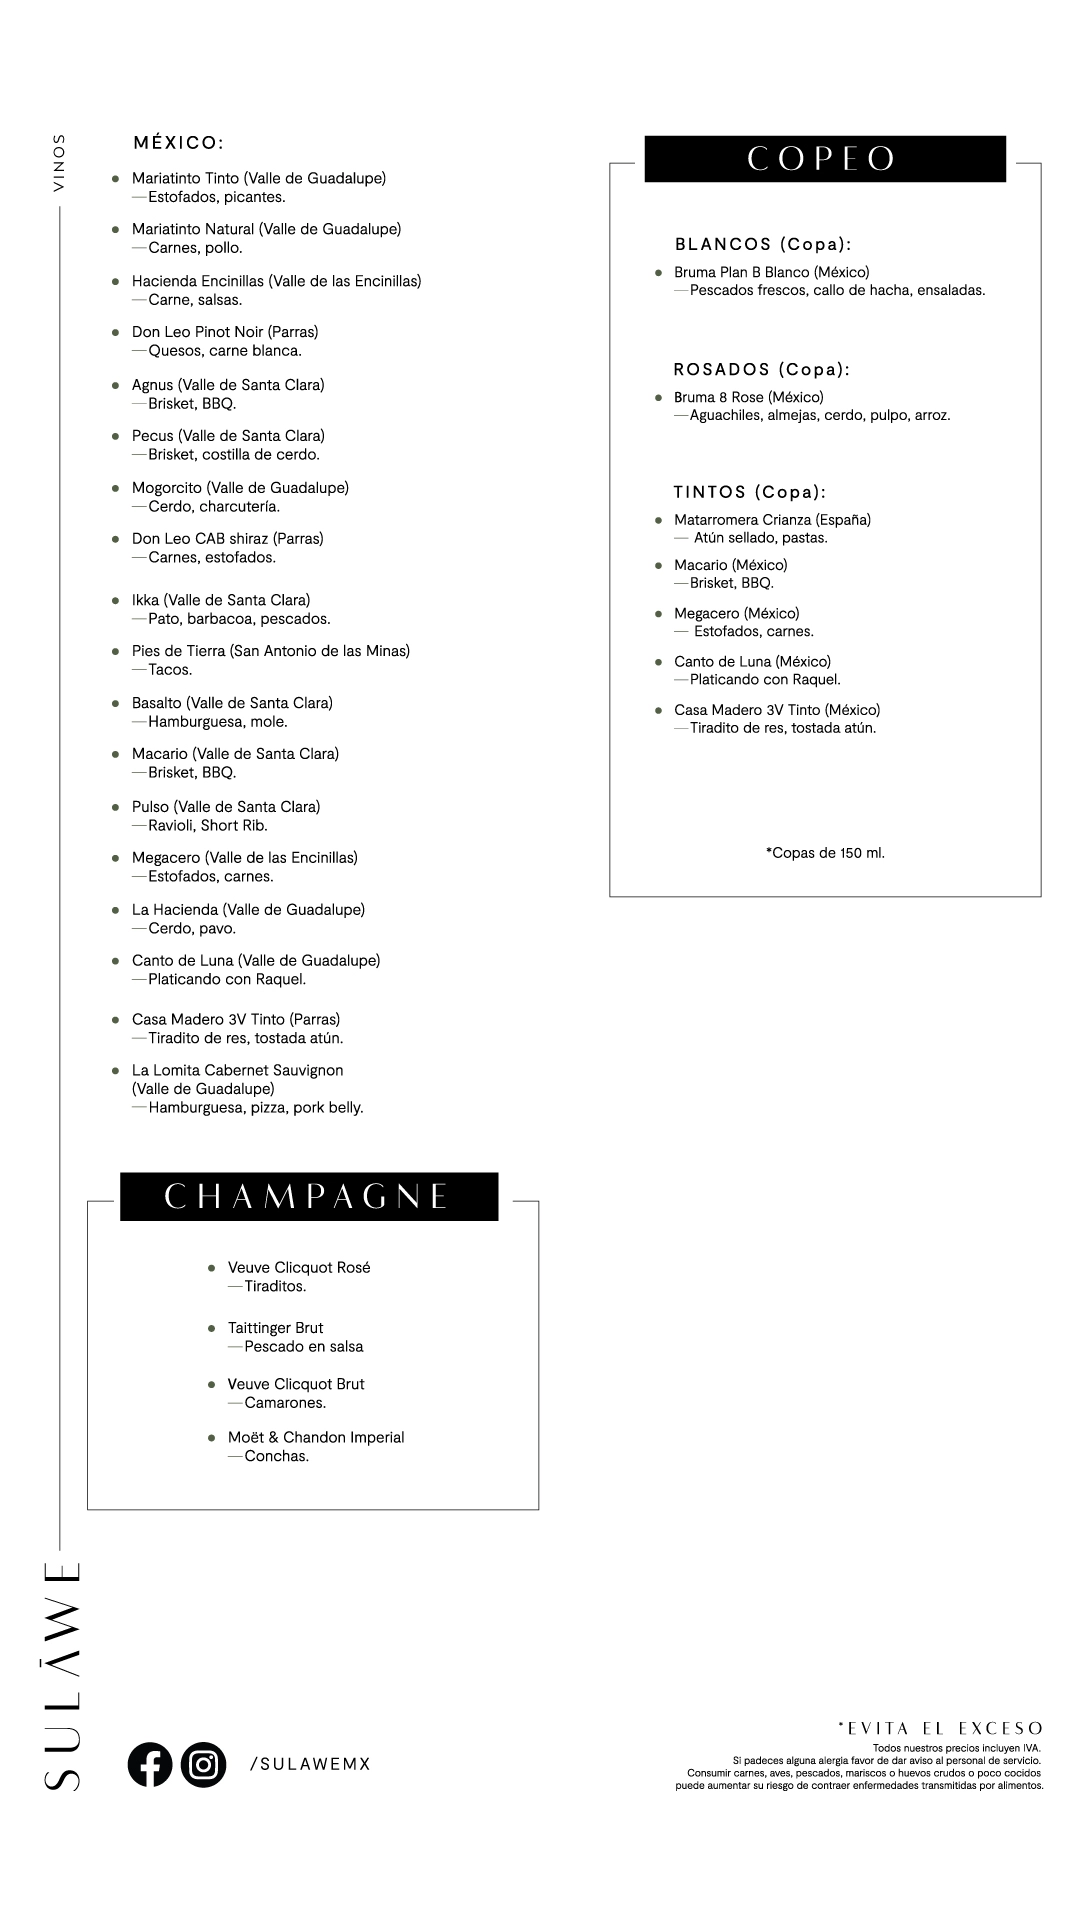 VINOS
MÉXICO:
Mariatinto Tinto (Valle de Guadalupe)
—Estofados, picantes.
Mariatinto Natural (Valle de Guadalupe)
—Carnes, pollo.
Hacienda Encinillas (Valle de las Encinillas)
—Carne, salsas.
Don Leo Pinot Noir (Parras)
—Quesos, carne blanca.
Agnus (Valle de Santa Clara)
—Brisket, BBQ.
Pecus (Valle de Santa Clara)
—Brisket, costilla de cerdo.
Mogorcito (Valle de Guadalupe)
—Cerdo, charcutería.
Don Leo CAB shiraz (Parras)
—Carnes, estofados.
Ikka (Valle de Santa Clara)
—Pato, barbacoa, pescados.
Pies de Tierra (San Antonio de las Minas)
—Tacos.
Basalto (Valle de Santa Clara)
—Hamburguesa, mole.
Macario (Valle de Santa Clara)
—Brisket, BBQ.
Pulso (Valle de Santa Clara)
—Ravioli, Short Rib.
Megacero (Valle de las Encinillas)
—Estofados, carnes.
La Hacienda (Valle de Guadalupe)
—Cerdo, pavo.
Canto de Luna (Valle de Guadalupe)
—Platicando con Raquel.
Casa Madero 3V Tinto (Parras)
—Tiradito de res, tostada atún.
La Lomita Cabernet Sauvignon
(Valle de Guadalupe)
—Hamburguesa, pizza, pork belly.
CHAMPAGNE
Veuve Clicquot Rosé
—Tiraditos.
Taittinger Brut
—Pescado en salsa
Veuve Clicquot Brut
—Camarones.
Moët & Chandon Imperial
—Conchas.
COPEO
BLANCOS (Copa):
Bruma Plan B Blanco (México)
—Pescados frescos, callo de hacha, ensaladas.
ROSADOS (Copa):
Bruma 8 Rose (México)
—Aguachiles, almejas, cerdo, pulpo, arroz.
TINTOS (Copa):
Matarromera Crianza (España)
— Atún sellado, pastas.
Macario (México)
—Brisket, BBQ.
Megacero (México)
— Estofados, carnes.
Canto de Luna (México)
—Platicando con Raquel.
Casa Madero 3V Tinto (México)
—Tiradito de res, tostada atún.
*Copas de 150 ml.
SULĀWE
/SULAWEMX
*EVITA EL EXCESO
Todos nuestros precios incluyen IVA.
Si padeces alguna alergia favor de dar aviso al personal de servicio.
Consumir carnes, aves, pescados, mariscos o huevos crudos o poco cocidos
puede aumentar su riesgo de contraer enfermedades transmitidas por alimentos.